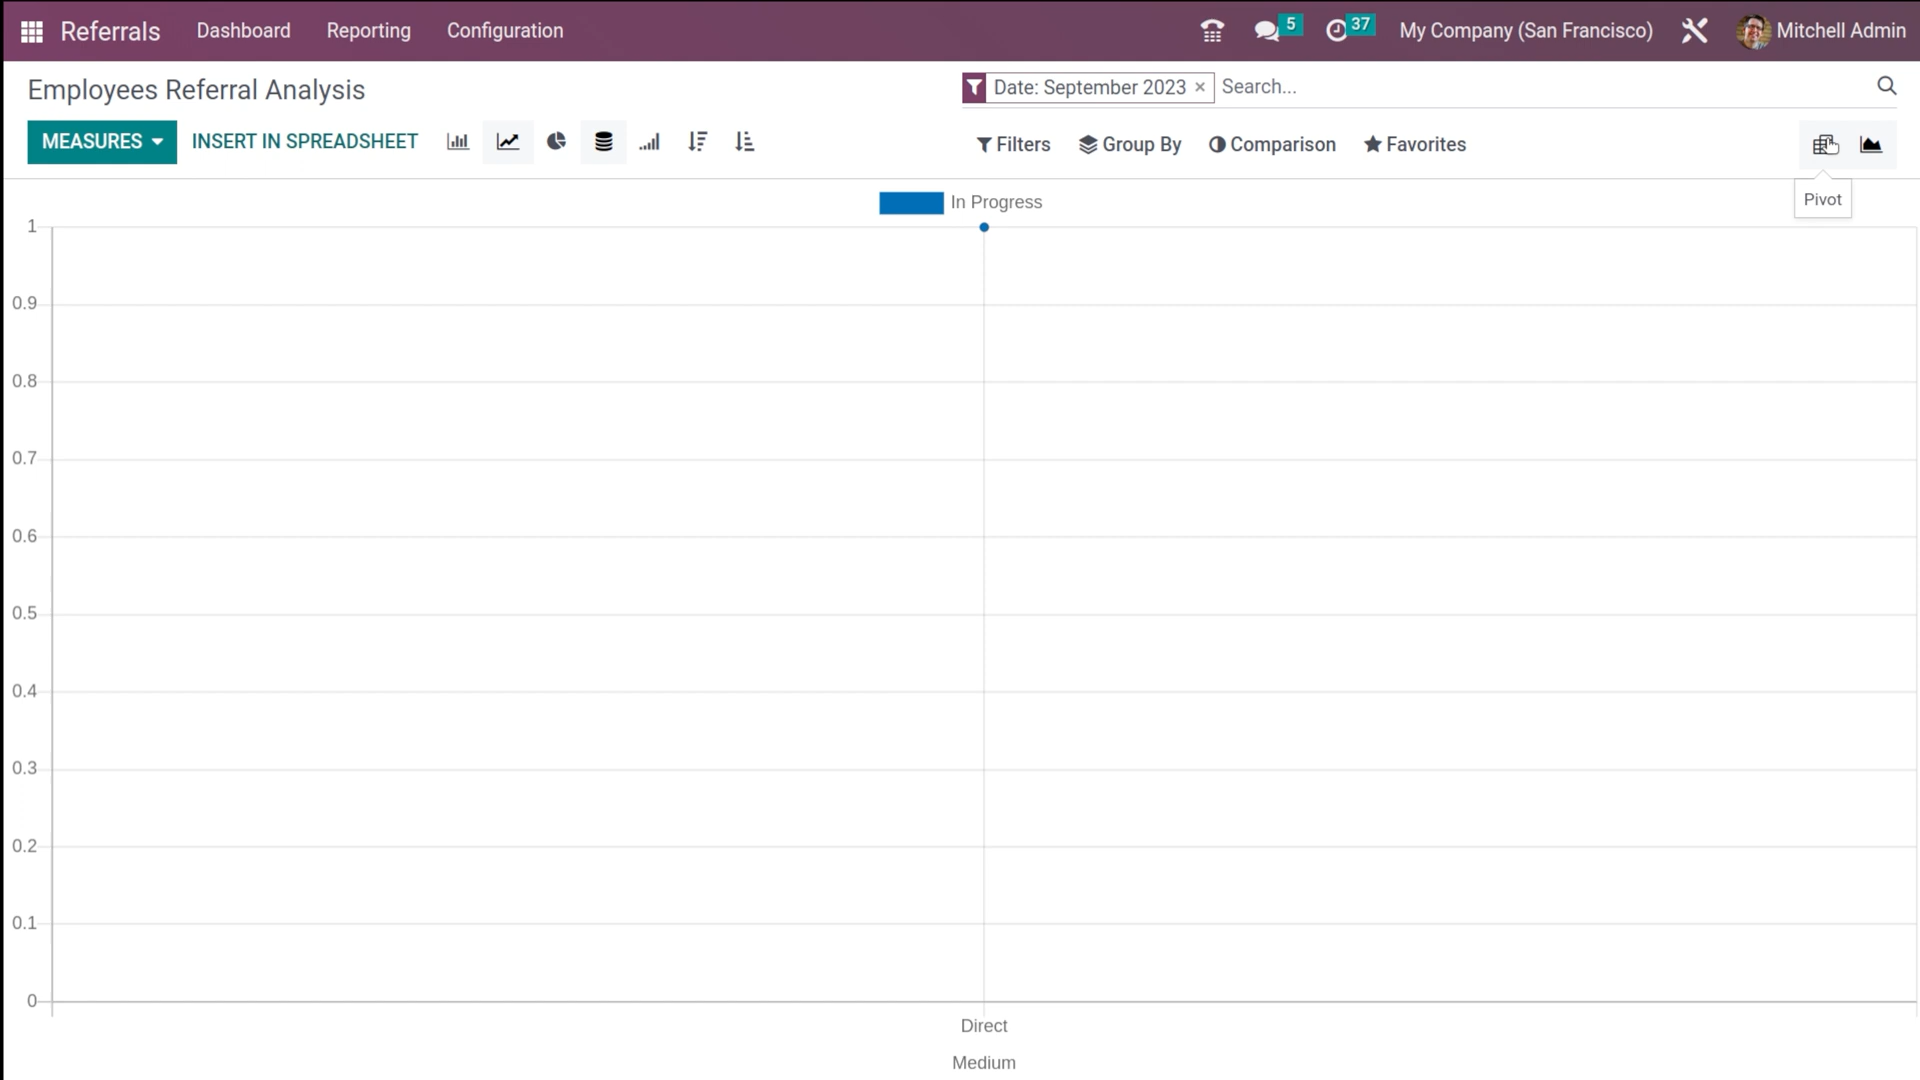 Referrals Dashboard Reporting Configuration 5 37 My Company (San Francisco) Mitchell Admin
Employees Referral Analysis
Date: September 2023 × Search...
MEASURES INSERT IN SPREADSHEET
Filters Group By Comparison Favorites
Pivot
In Progress
1
0.9
0.8
0.7
0.6
0.5
0.4
0.3
0.2
0.1
0
Direct
Medium